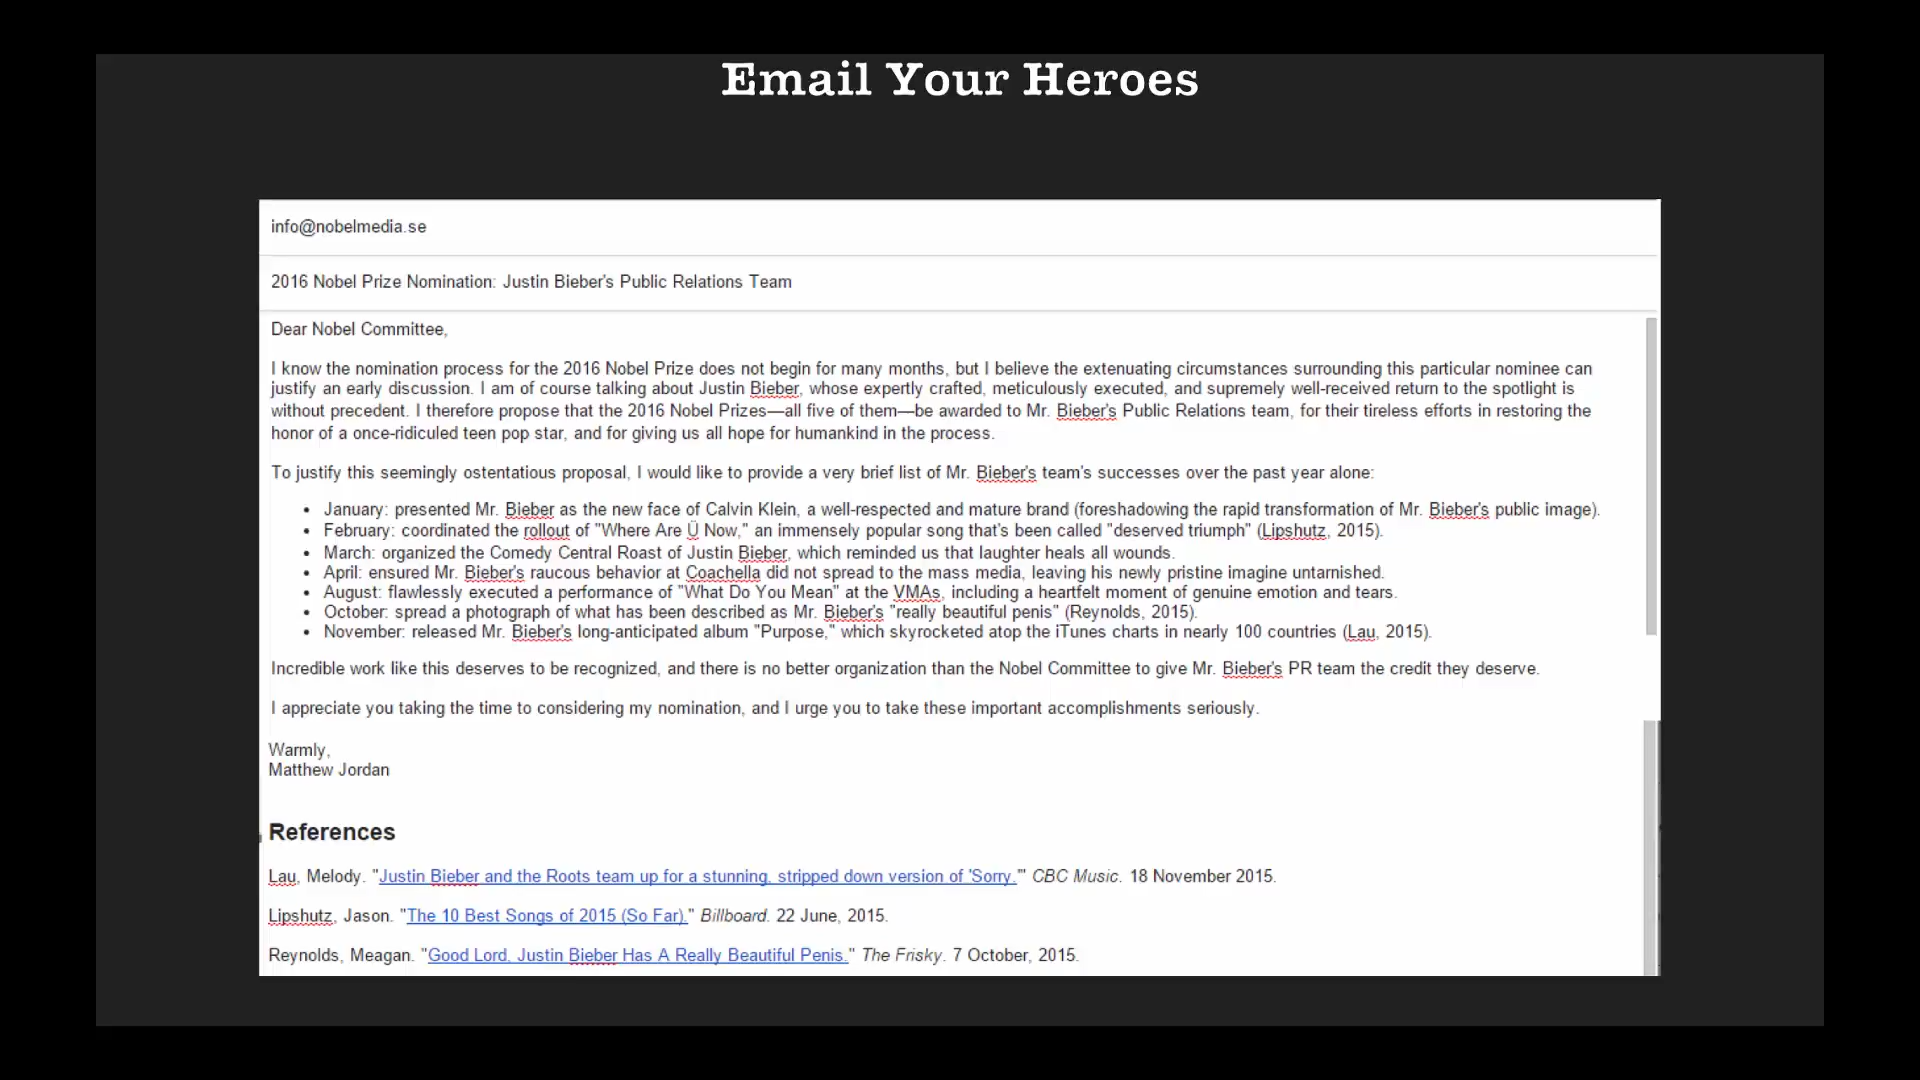 Email Your Heroes
info@nobelmedia.se
2016 Nobel Prize Nomination: Justin Bieber's Public Relations Team
Dear Nobel Committee,
I know the nomination process for the 2016 Nobel Prize does not begin for many months, but I believe the extenuating circumstances surrounding this particular nominee can
justify an early discussion. I am of course talking about Justin Bieber, whose expertly crafted, meticulously executed, and supremely well-received return to the spotlight is
without precedent. I therefore propose that the 2016 Nobel Prizes—all five of them—be awarded to Mr. Bieber's Public Relations team, for their tireless efforts in restoring the
honor of a once-ridiculed teen pop star, and for giving us all hope for humankind in the process.
To justify this seemingly ostentatious proposal, I would like to provide a very brief list of Mr. Bieber's team's successes over the past year alone:
• January: presented Mr. Bieber as the new face of Calvin Klein, a well-respected and mature brand (foreshadowing the rapid transformation of Mr. Bieber's public image).
• February: coordinated the rollout of "Where Are Ü Now," an immensely popular song that's been called "deserved triumph" (Lipshutz, 2015).
• March: organized the Comedy Central Roast of Justin Bieber, which reminded us that laughter heals all wounds.
• April: ensured Mr. Bieber's raucous behavior at Coachella did not spread to the mass media, leaving his newly pristine imagine untarnished.
• August: flawlessly executed a performance of "What Do You Mean" at the VMAs, including a heartfelt moment of genuine emotion and tears.
• October: spread a photograph of what has been described as Mr. Bieber's "really beautiful penis" (Reynolds, 2015).
• November: released Mr. Bieber's long-anticipated album "Purpose," which skyrocketed atop the iTunes charts in nearly 100 countries (Lau, 2015).
Incredible work like this deserves to be recognized, and there is no better organization than the Nobel Committee to give Mr. Bieber's PR team the credit they deserve.
I appreciate you taking the time to considering my nomination, and I urge you to take these important accomplishments seriously.
Warmly,
Matthew Jordan
References
Lau, Melody. "Justin Bieber and the Roots team up for a stunning, stripped down version of 'Sorry.'" CBC Music. 18 November 2015.
Lipshutz, Jason. "The 10 Best Songs of 2015 (So Far)." Billboard. 22 June, 2015.
Reynolds, Meagan. "Good Lord, Justin Bieber Has A Really Beautiful Penis." The Frisky. 7 October, 2015.